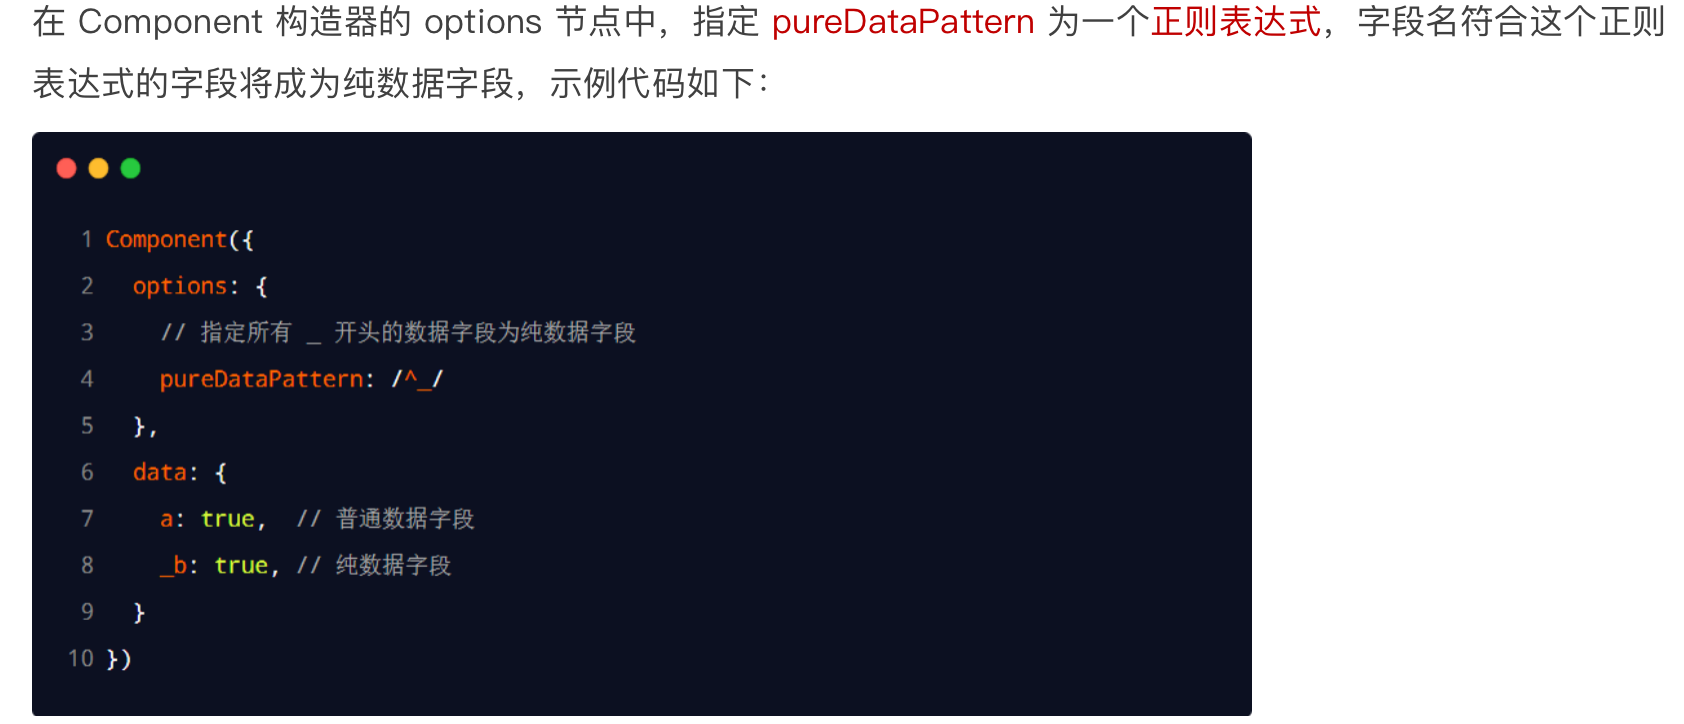 在 Component 构造器的 options 节点中，指定 pureDataPattern 为一个正则表达式，字段名符合这个正则
表达式的字段将成为纯数据字段，示例代码如下：
1 Component({
2   options: {
3     // 指定所有 _ 开头的数据字段为纯数据字段
4     pureDataPattern: /^_/
5   },
6   data: {
7     a: true,  // 普通数据字段
8     _b: true, // 纯数据字段
9   }
10 })